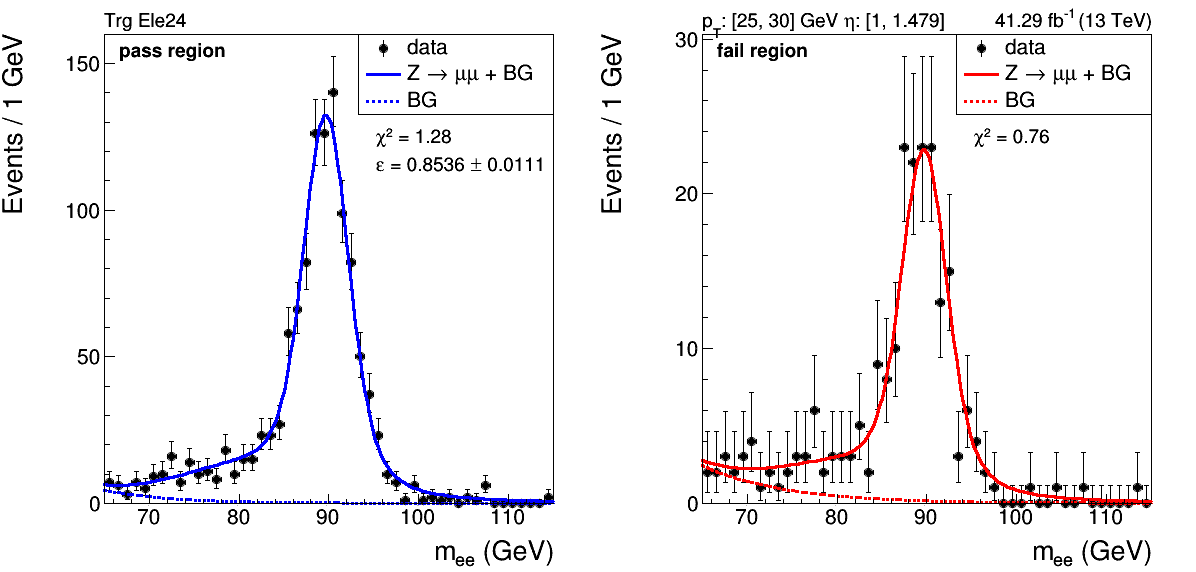 Trg Ele24
pass region
data
Z → μμ + BG
BG
χ² = 1.28
ε = 0.8536 ± 0.0111
Events / 1 GeV
150
100
50
0
70 80 90 100 110
m_ee (GeV)
p_T: [25, 30] GeV η: [1, 1.479] 41.29 fb⁻¹ (13 TeV)
fail region
data
Z → μμ + BG
BG
χ² = 0.76
Events / 1 GeV
30
20
10
0
70 80 90 100 110
m_ee (GeV)